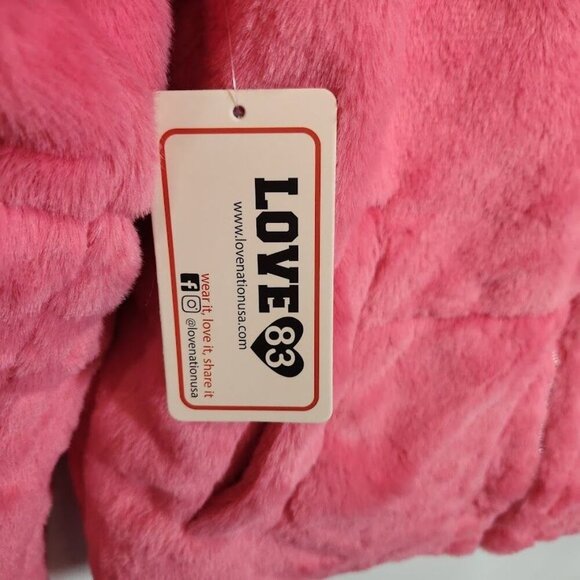 LOVE 83
www.lovenationusa.com
wear it, love it, share it
@lovenationusa